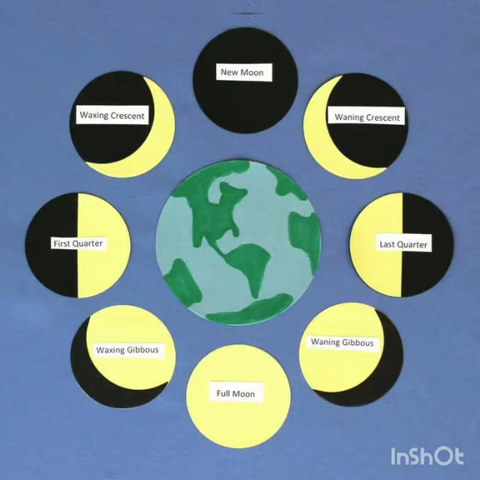 New Moon
Waxing Crescent
Waning Crescent
First Quarter
Last Quarter
Waxing Gibbous
Waning Gibbous
Full Moon
InShOt